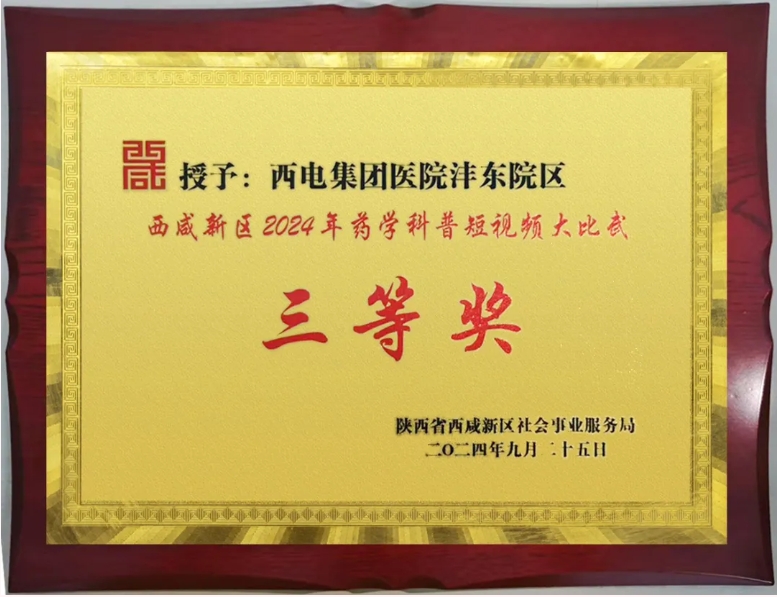 西咸
授予：西电集团医院沣东院区
西咸新区2024年药学科普短视频大比武
三等奖
陕西省西咸新区社会事业服务局
二〇二四年九月二十五日